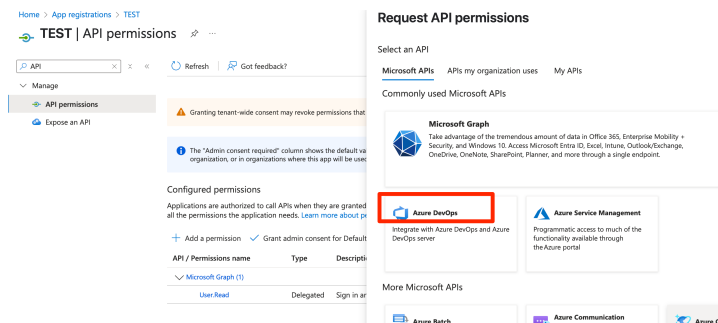 Home > App registrations > TEST
TEST | API permissions
API
Manage
API permissions
Expose an API
Refresh
Got feedback?
Granting tenant-wide consent may revoke permissions that
The "Admin consent required" column shows the default va
organization, or in organizations where this app will be used
Configured permissions
Applications are authorized to call APIs when they are granted
all the permissions the application needs. Learn more about pe
Add a permission
Grant admin consent for Default
API / Permissions name
Type
Descripti
Microsoft Graph (1)
User.Read
Delegated
Sign in an
Request API permissions
Select an API
Microsoft APIs
APIs my organization uses
My APIs
Commonly used Microsoft APIs
Microsoft Graph
Take advantage of the tremendous amount of data in Office 365, Enterprise Mobility +
Security, and Windows 10. Access Microsoft Entra ID, Excel, Intune, Outlook/Exchange,
OneDrive, OneNote, SharePoint, Planner, and more through a single endpoint.
Azure DevOps
Integrate with Azure DevOps and Azure
DevOps server
Azure Service Management
Programmatic access to much of the
functionality available through
the Azure portal
More Microsoft APIs
Azure Batch
Azure Communication